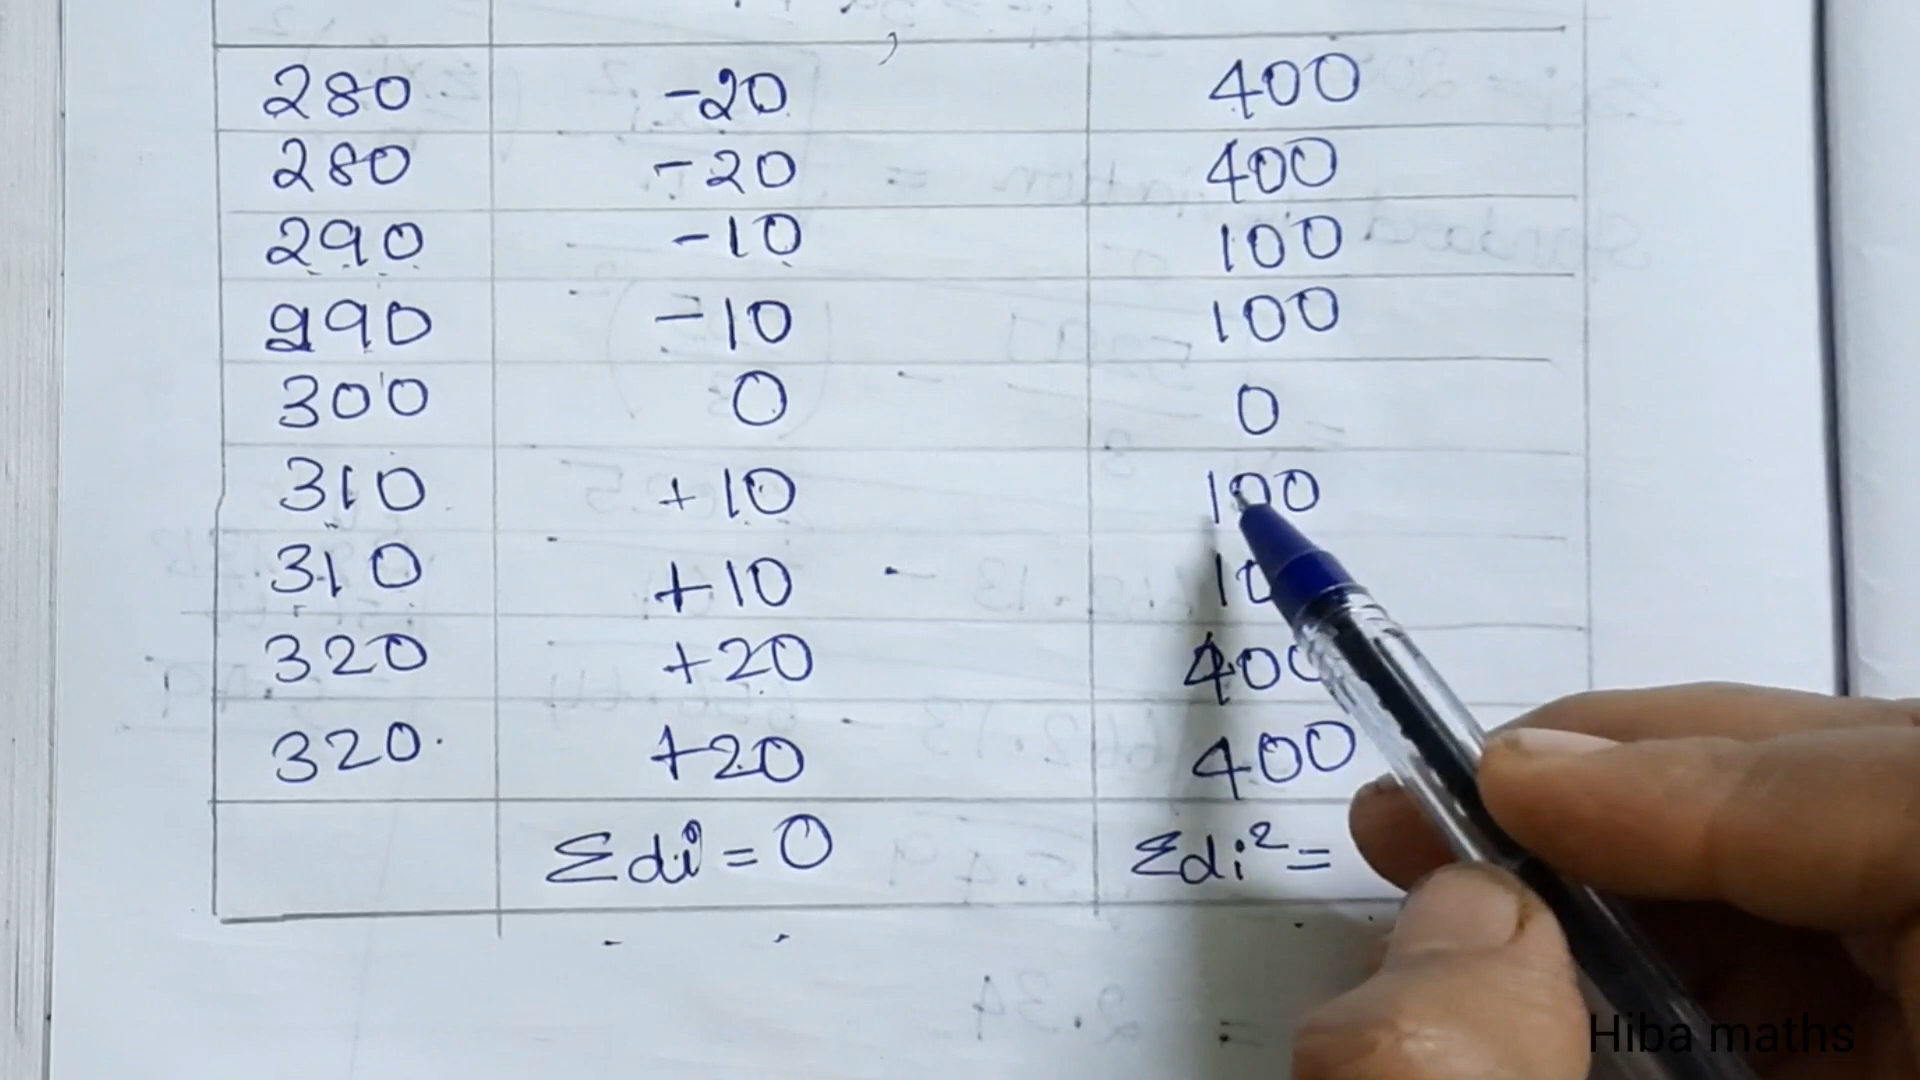 280 -20 400
280 -20 400
290 -10 100
290 -10 100
300 0 0
310 +10 100
310 +10
320 +20 400
320 +20 400
Σdi = 0 Σdi² =
Hiba maths